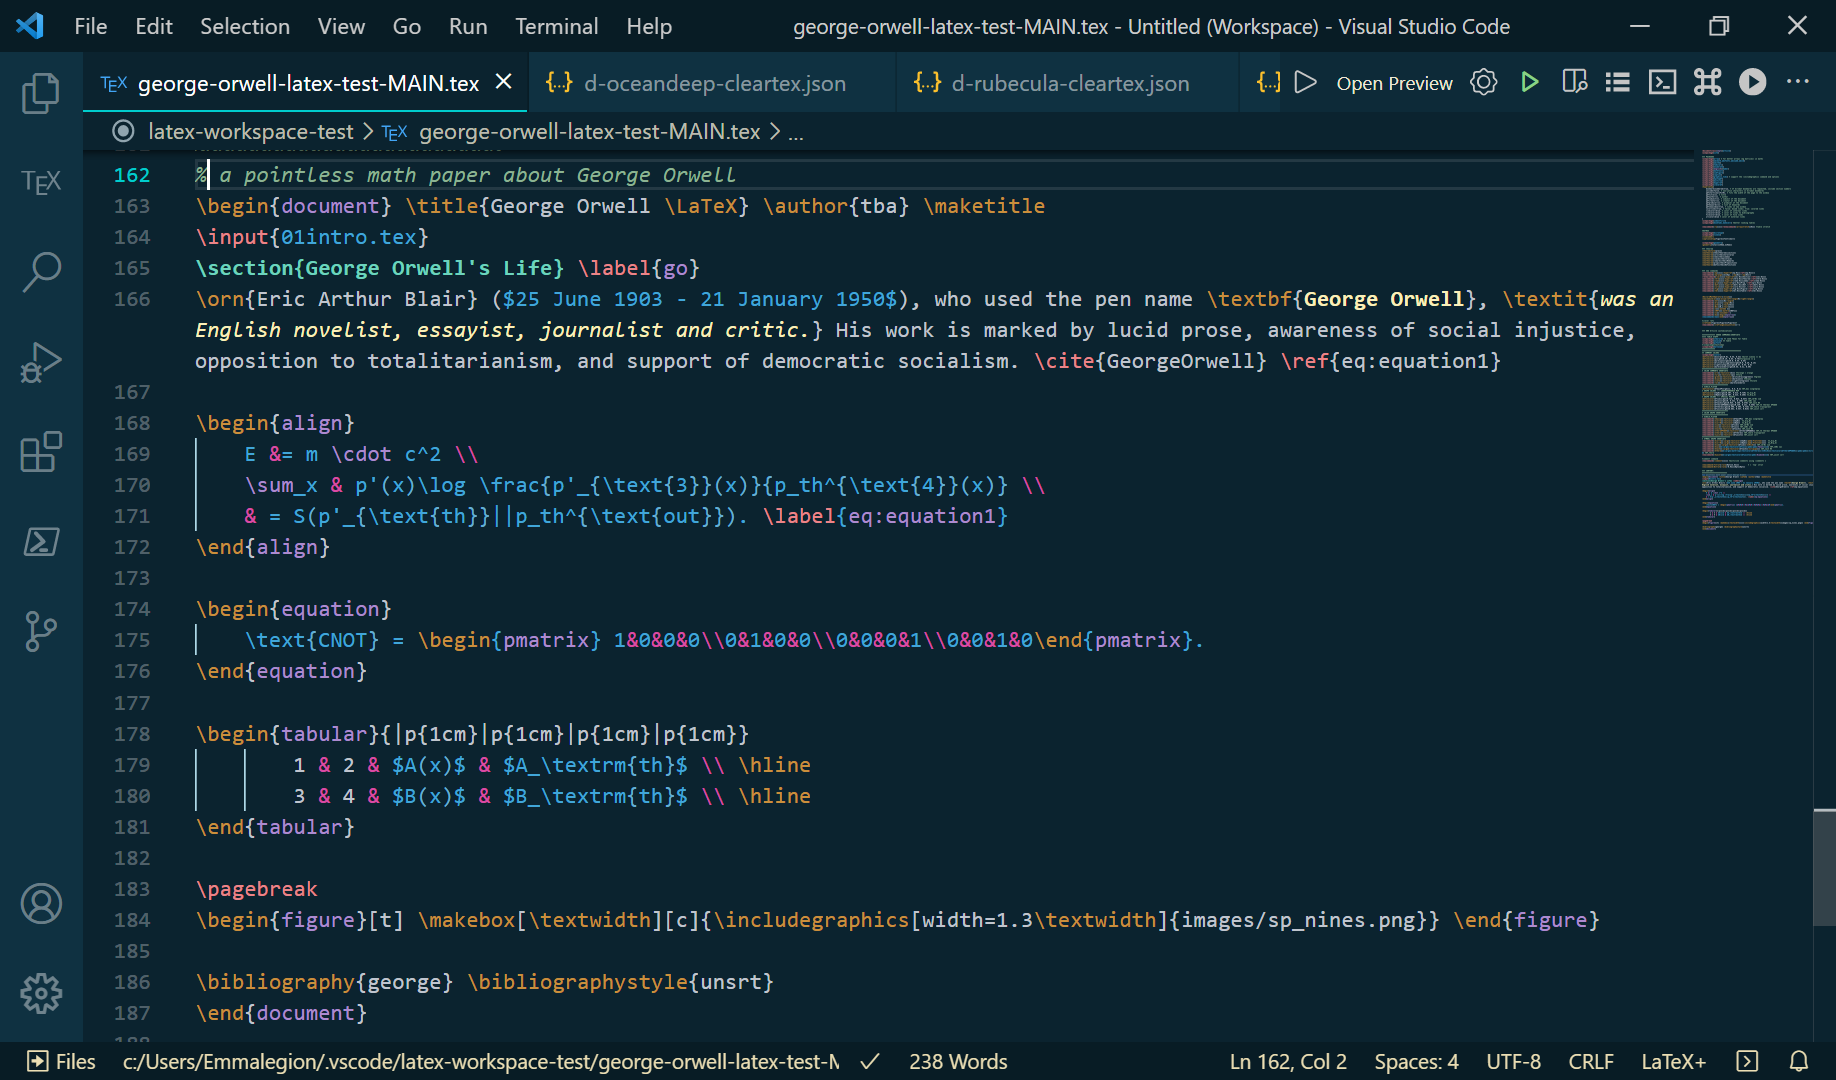 File Edit Selection View Go Run Terminal Help george-orwell-latex-test-MAIN.tex - Untitled (Workspace) - Visual Studio Code
TEX george-orwell-latex-test-MAIN.tex {..} d-oceandeep-cleartex.json {..} d-rubecula-cleartex.json {..} Open Preview
latex-workspace-test > TEX george-orwell-latex-test-MAIN.tex > ...
TEX
162 % a pointless math paper about George Orwell
163 \begin{document} \title{George Orwell \LaTeX} \author{tba} \maketitle
164 \input{01intro.tex}
165 \section{George Orwell's Life} \label{go}
166 \orn{Eric Arthur Blair} ($25 June 1903 - 21 January 1950$), who used the pen name \textbf{George Orwell}, \textit{was an
English novelist, essayist, journalist and critic.} His work is marked by lucid prose, awareness of social injustice,
opposition to totalitarianism, and support of democratic socialism. \cite{GeorgeOrwell} \ref{eq:equation1}
167
168 \begin{align}
169 E &= m \cdot c^2 \\
170 \sum_x & p'(x)\log \frac{p'_{\text{3}}(x)}{p_th^{\text{4}}(x)} \\
171 & = S(p'_{\text{th}}||p_th^{\text{out}}). \label{eq:equation1}
172 \end{align}
173
174 \begin{equation}
175 \text{CNOT} = \begin{pmatrix} 1&0&0&0\\0&1&0&0\\0&0&0&1\\0&0&1&0\end{pmatrix}.
176 \end{equation}
177
178 \begin{tabular}{|p{1cm}|p{1cm}|p{1cm}|p{1cm}}
179 1 & 2 & $A(x)$ & $A_\textrm{th}$ \\ \hline
180 3 & 4 & $B(x)$ & $B_\textrm{th}$ \\ \hline
181 \end{tabular}
182
183 \pagebreak
184 \begin{figure}[t] \makebox[\textwidth][c]{\includegraphics[width=1.3\textwidth]{images/sp_nines.png}} \end{figure}
185
186 \bibliography{george} \bibliographystyle{unsrt}
187 \end{document}
Files c:/Users/Emmalegion/.vscode/latex-workspace-test/george-orwell-latex-test-M 238 Words Ln 162, Col 2 Spaces: 4 UTF-8 CRLF LaTeX+